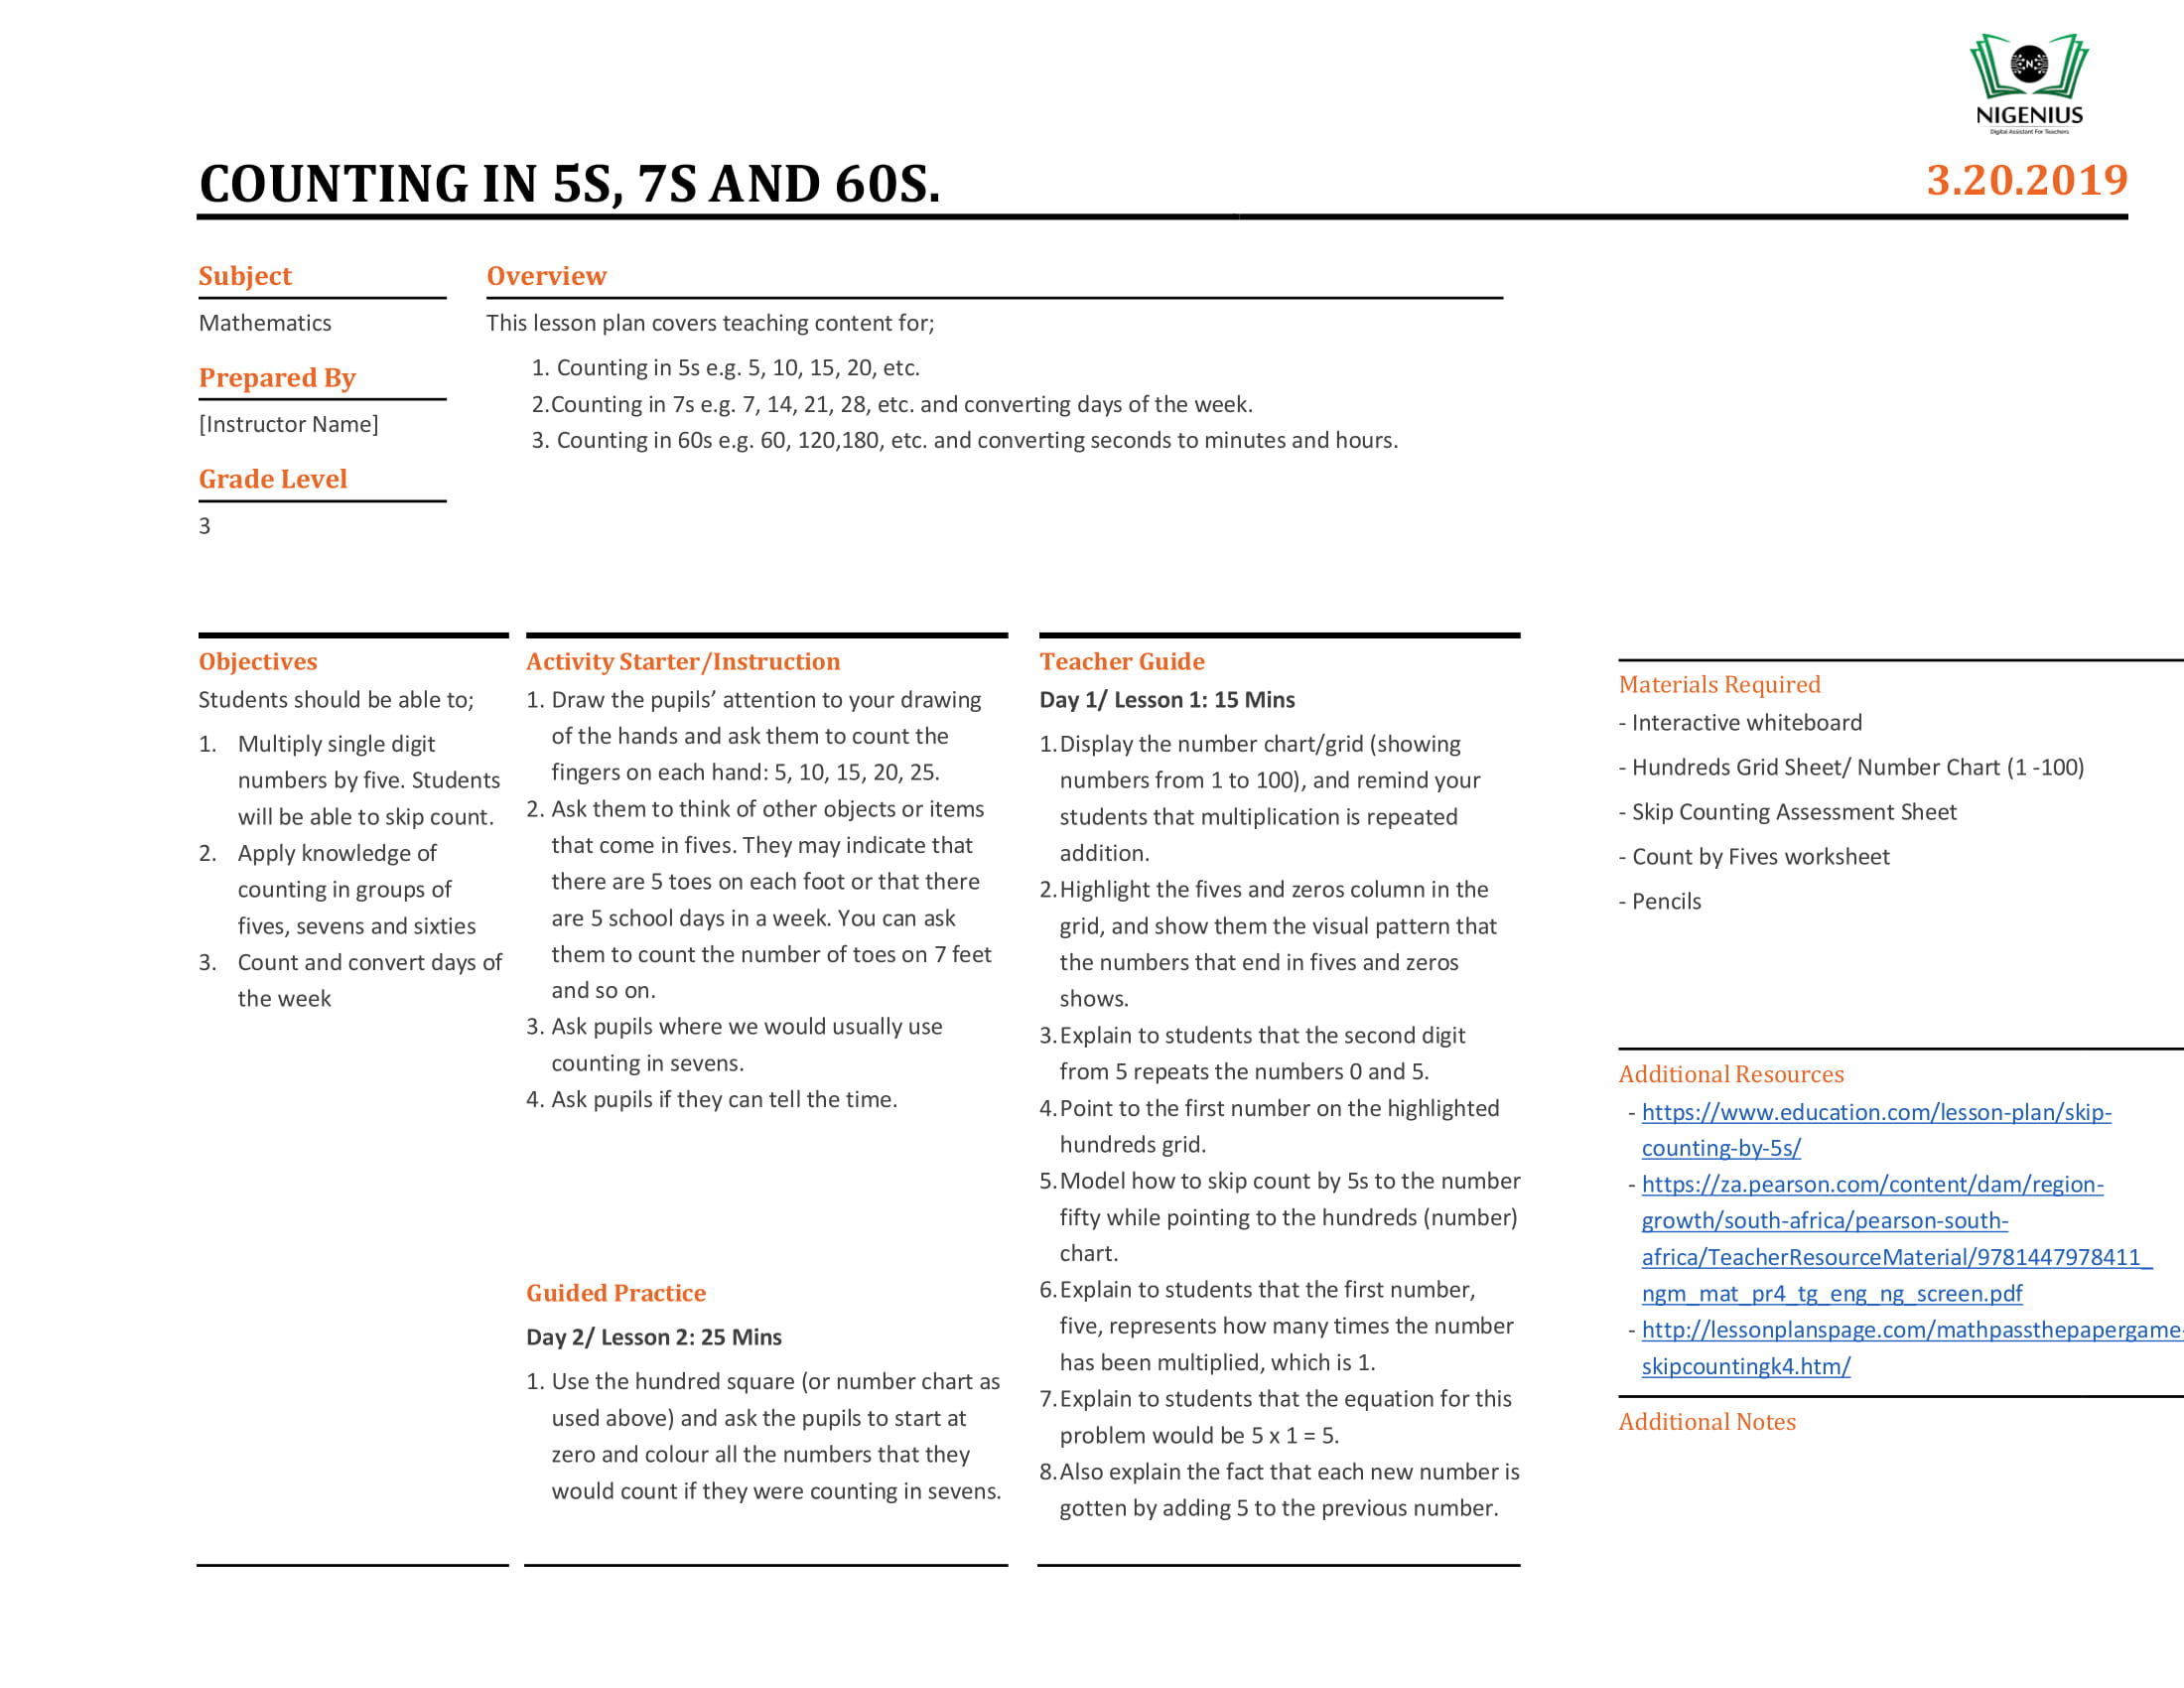 NIGENIUS
Digital Assistant For Teachers
COUNTING IN 5S, 7S AND 60S.
3.20.2019
Subject
Mathematics
Prepared By
[Instructor Name]
Grade Level
3
Overview
This lesson plan covers teaching content for;
1. Counting in 5s e.g. 5, 10, 15, 20, etc.
2.Counting in 7s e.g. 7, 14, 21, 28, etc. and converting days of the week.
3. Counting in 60s e.g. 60, 120,180, etc. and converting seconds to minutes and hours.
Objectives
Students should be able to;
1. Multiply single digit
numbers by five. Students
will be able to skip count.
2. Apply knowledge of
counting in groups of
fives, sevens and sixties
3. Count and convert days of
the week
Activity Starter/Instruction
1. Draw the pupils’ attention to your drawing
of the hands and ask them to count the
fingers on each hand: 5, 10, 15, 20, 25.
2. Ask them to think of other objects or items
that come in fives. They may indicate that
there are 5 toes on each foot or that there
are 5 school days in a week. You can ask
them to count the number of toes on 7 feet
and so on.
3. Ask pupils where we would usually use
counting in sevens.
4. Ask pupils if they can tell the time.
Guided Practice
Day 2/ Lesson 2: 25 Mins
1. Use the hundred square (or number chart as
used above) and ask the pupils to start at
zero and colour all the numbers that they
would count if they were counting in sevens.
Teacher Guide
Day 1/ Lesson 1: 15 Mins
1.Display the number chart/grid (showing
numbers from 1 to 100), and remind your
students that multiplication is repeated
addition.
2.Highlight the fives and zeros column in the
grid, and show them the visual pattern that
the numbers that end in fives and zeros
shows.
3.Explain to students that the second digit
from 5 repeats the numbers 0 and 5.
4.Point to the first number on the highlighted
hundreds grid.
5.Model how to skip count by 5s to the number
fifty while pointing to the hundreds (number)
chart.
6.Explain to students that the first number,
five, represents how many times the number
has been multiplied, which is 1.
7.Explain to students that the equation for this
problem would be 5 x 1 = 5.
8.Also explain the fact that each new number is
gotten by adding 5 to the previous number.
Materials Required
- Interactive whiteboard
- Hundreds Grid Sheet/ Number Chart (1 -100)
- Skip Counting Assessment Sheet
- Count by Fives worksheet
- Pencils
Additional Resources
- https://www.education.com/lesson-plan/skip-
counting-by-5s/
- https://za.pearson.com/content/dam/region-
growth/south-africa/pearson-south-
africa/TeacherResourceMaterial/9781447978411_
ngm_mat_pr4_tg_eng_ng_screen.pdf
- http://lessonplanspage.com/mathpassthepapergame-
skipcountingk4.htm/
Additional Notes